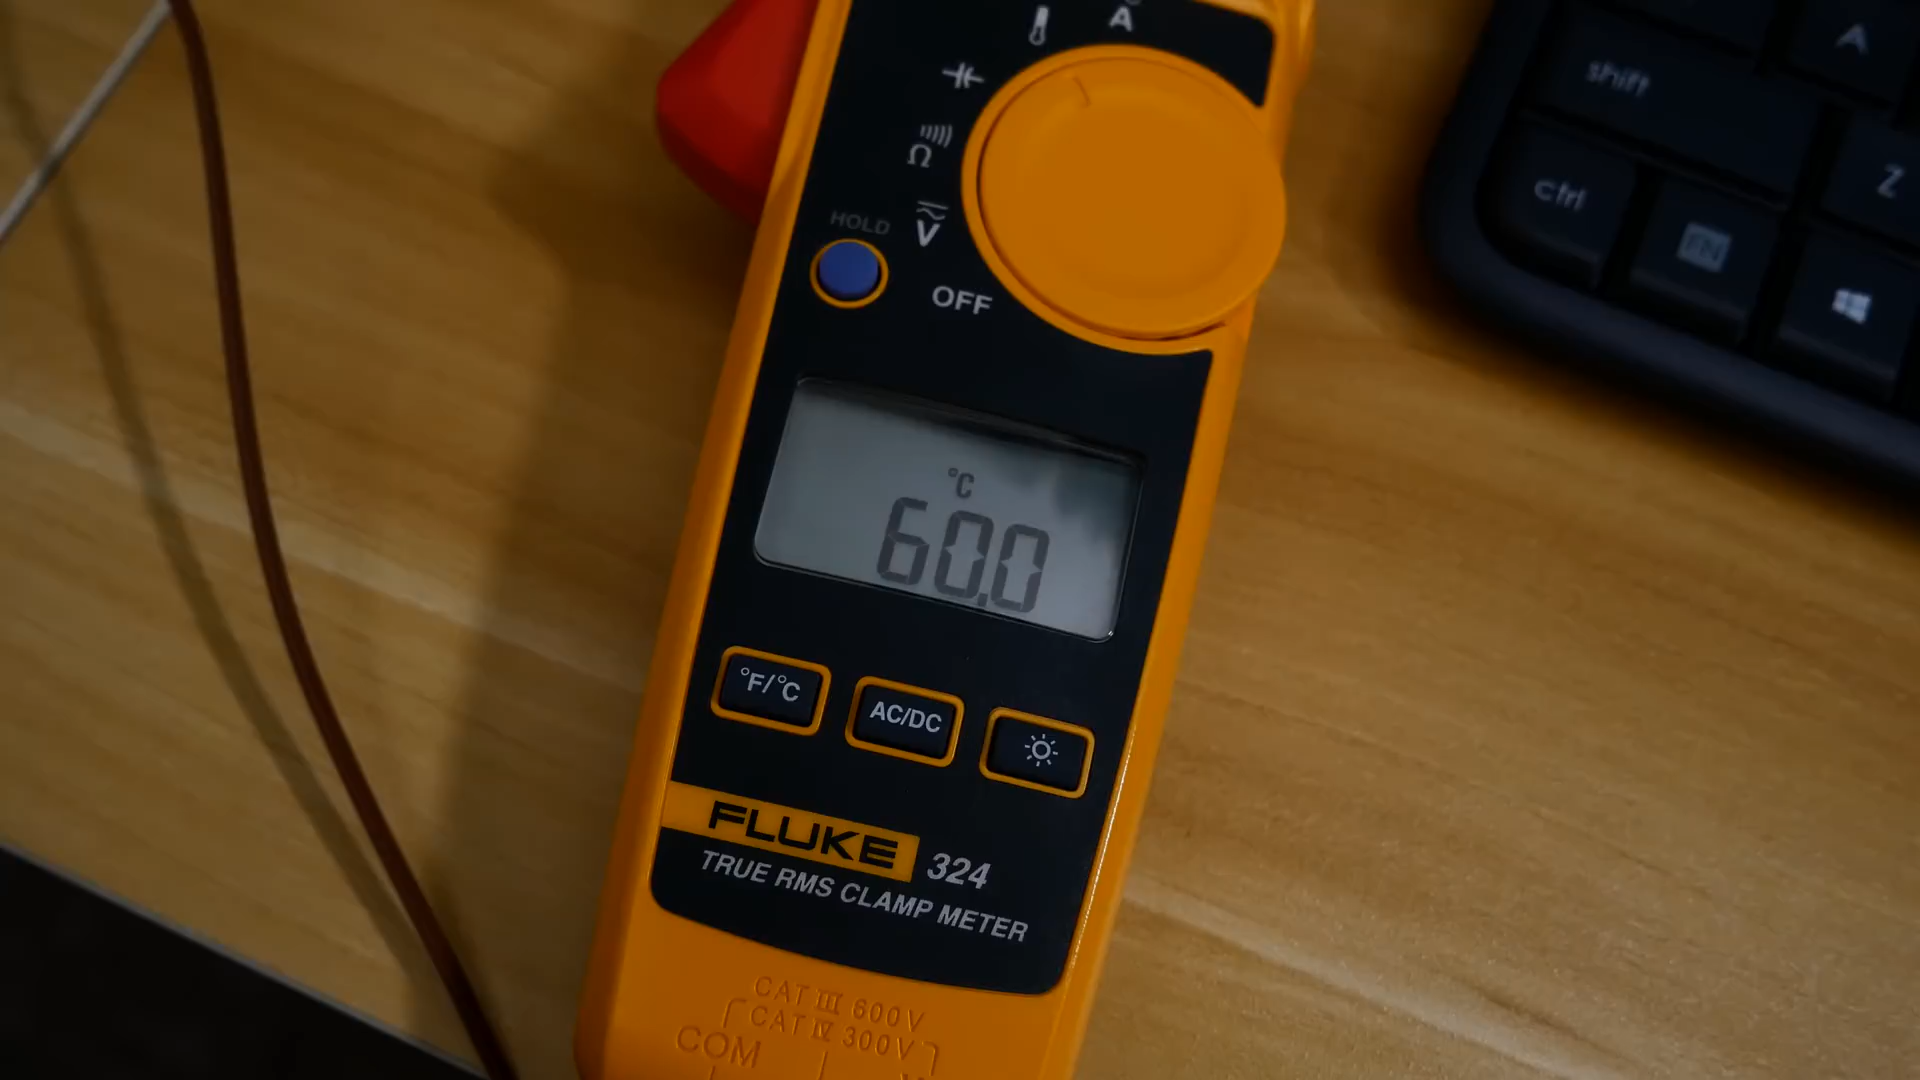 A
HOLD
Ω
V
OFF
°C
60.0
°F/°C
AC/DC
FLUKE 324
TRUE RMS CLAMP METER
CAT III 600V
CAT IV 300V
COM
A
shift
Z
ctrl
FN